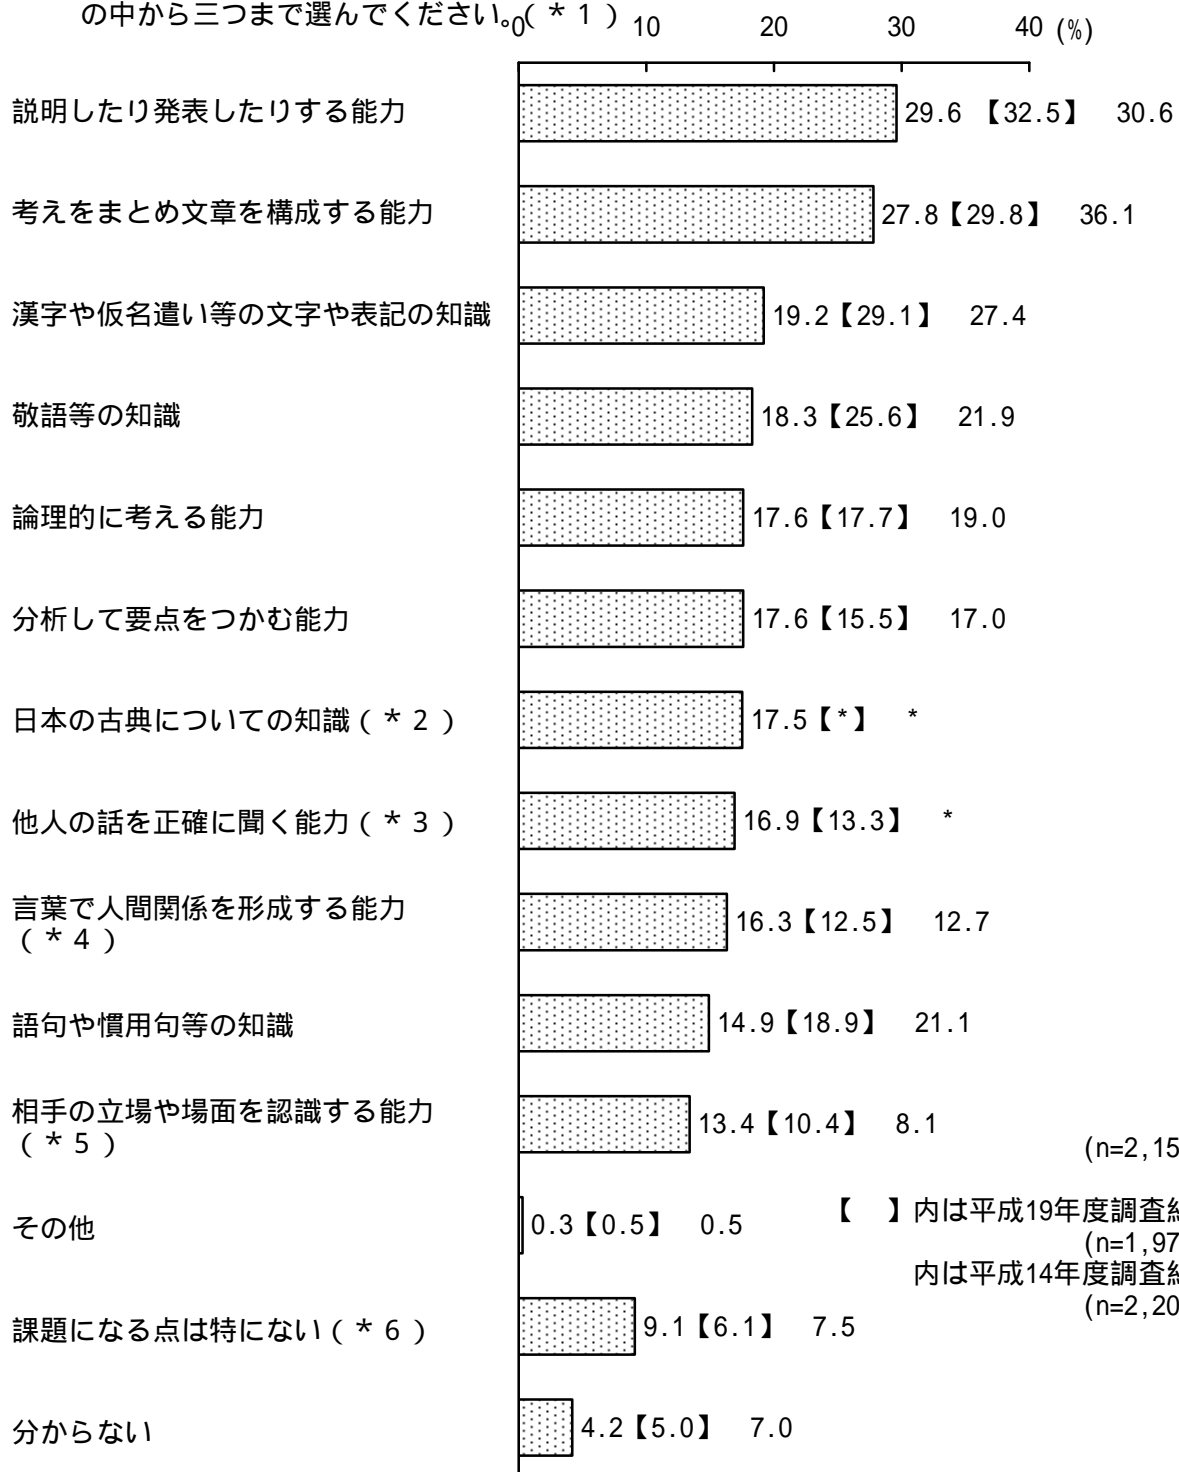 の中から三つまで選んでください。(＊１)
0 10 20 30 40 (%)
説明したり発表したりする能力 29.6 【32.5】 30.6
考えをまとめ文章を構成する能力 27.8【29.8】 36.1
漢字や仮名遣い等の文字や表記の知識 19.2【29.1】 27.4
敬語等の知識 18.3【25.6】 21.9
論理的に考える能力 17.6【17.7】 19.0
分析して要点をつかむ能力 17.6【15.5】 17.0
日本の古典についての知識(＊２) 17.5【*】 *
他人の話を正確に聞く能力(＊３) 16.9【13.3】 *
言葉で人間関係を形成する能力
(＊４) 16.3【12.5】 12.7
語句や慣用句等の知識 14.9【18.9】 21.1
相手の立場や場面を認識する能力
(＊５) 13.4【10.4】 8.1
(n=2,15
その他 0.3【0.5】 0.5
【 】内は平成19年度調査
(n=1,97
内は平成14年度調査
(n=2,20
課題になる点は特にない(＊６) 9.1【6.1】 7.5
分からない 4.2【5.0】 7.0